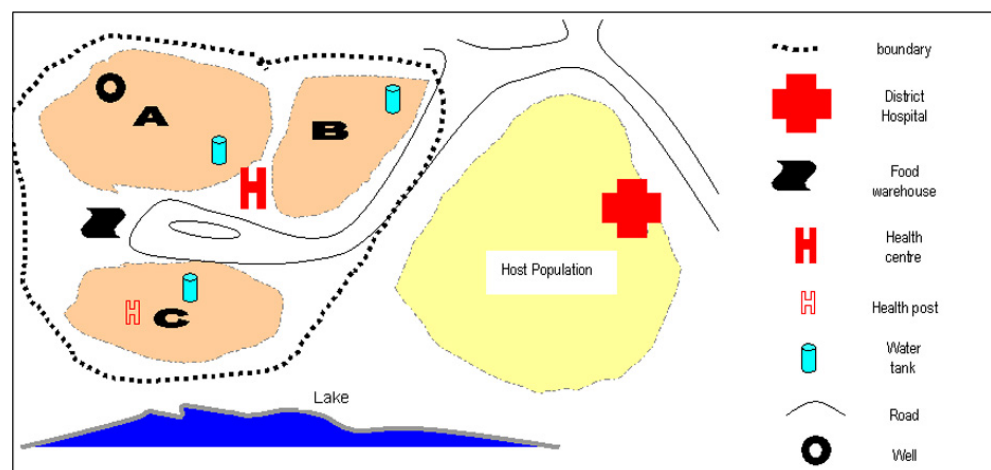 A
B
C
Host Population
Lake
boundary
District
Hospital
Food
warehouse
Health
centre
Health post
Water
tank
Road
Well